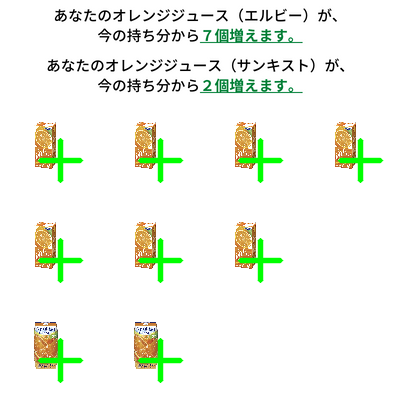 あなたのオレンジジュース（エルビー）が、
今の持ち分から７個増えます。
あなたのオレンジジュース（サンキスト）が、
今の持ち分から２個増えます。